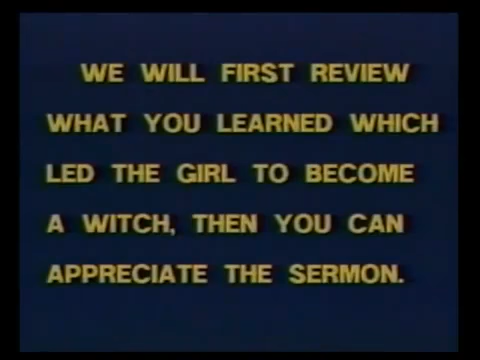 WE WILL FIRST REVIEW
WHAT YOU LEARNED WHICH
LED THE GIRL TO BECOME
A WITCH, THEN YOU CAN
APPRECIATE THE SERMON.